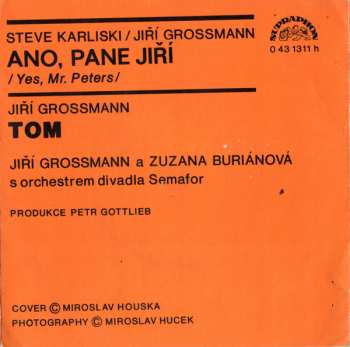 STEVE KARLISKI/JIŘÍ GROSSMANN
ANO, PANE JIŘÍ
/Yes, Mr. Peters/
SUPRAPHON
0 43 1311 h
JIŘÍ GROSSMANN
TOM
JIŘÍ GROSSMANN a ZUZANA BURIÁNOVÁ
s orchestrem divadla Semafor
PRODUKCE PETR GOTTLIEB
COVER © MIROSLAV HOUSKA
PHOTOGRAPHY © MIROSLAV HUCEK